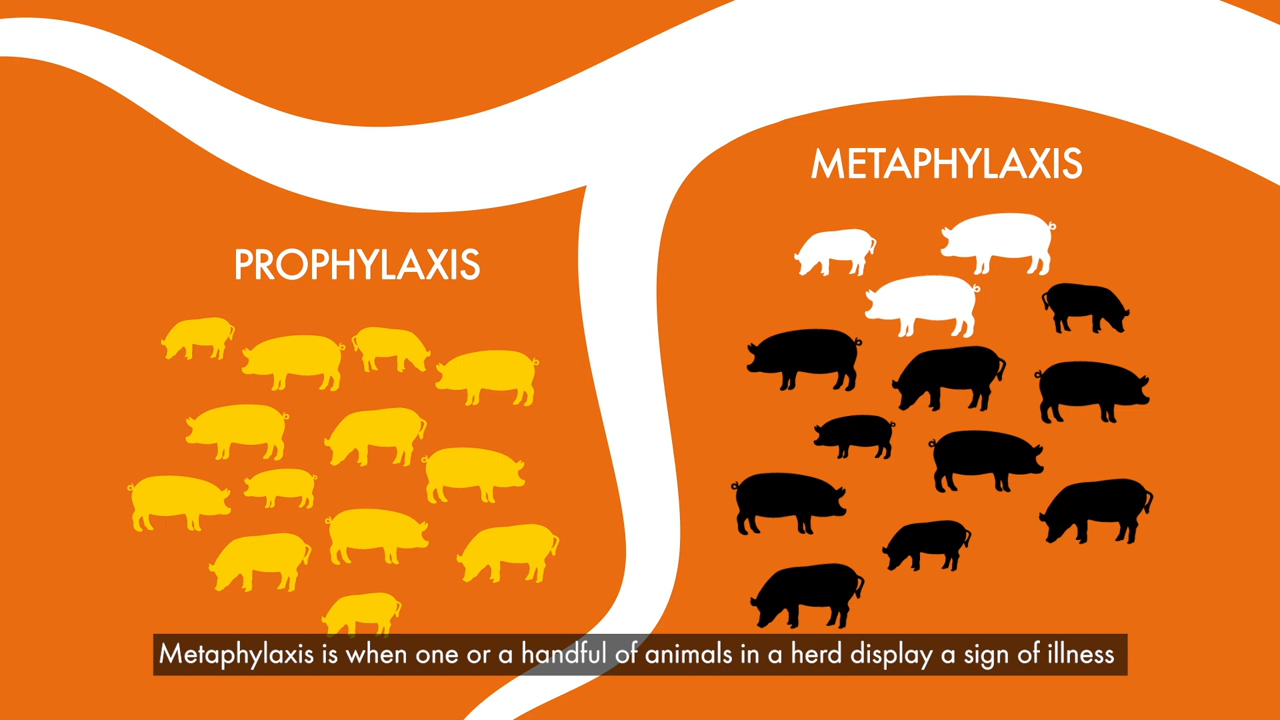 METAPHYLAXIS
PROPHYLAXIS
Metaphylaxis is when one or a handful of animals in a herd display a sign of illness